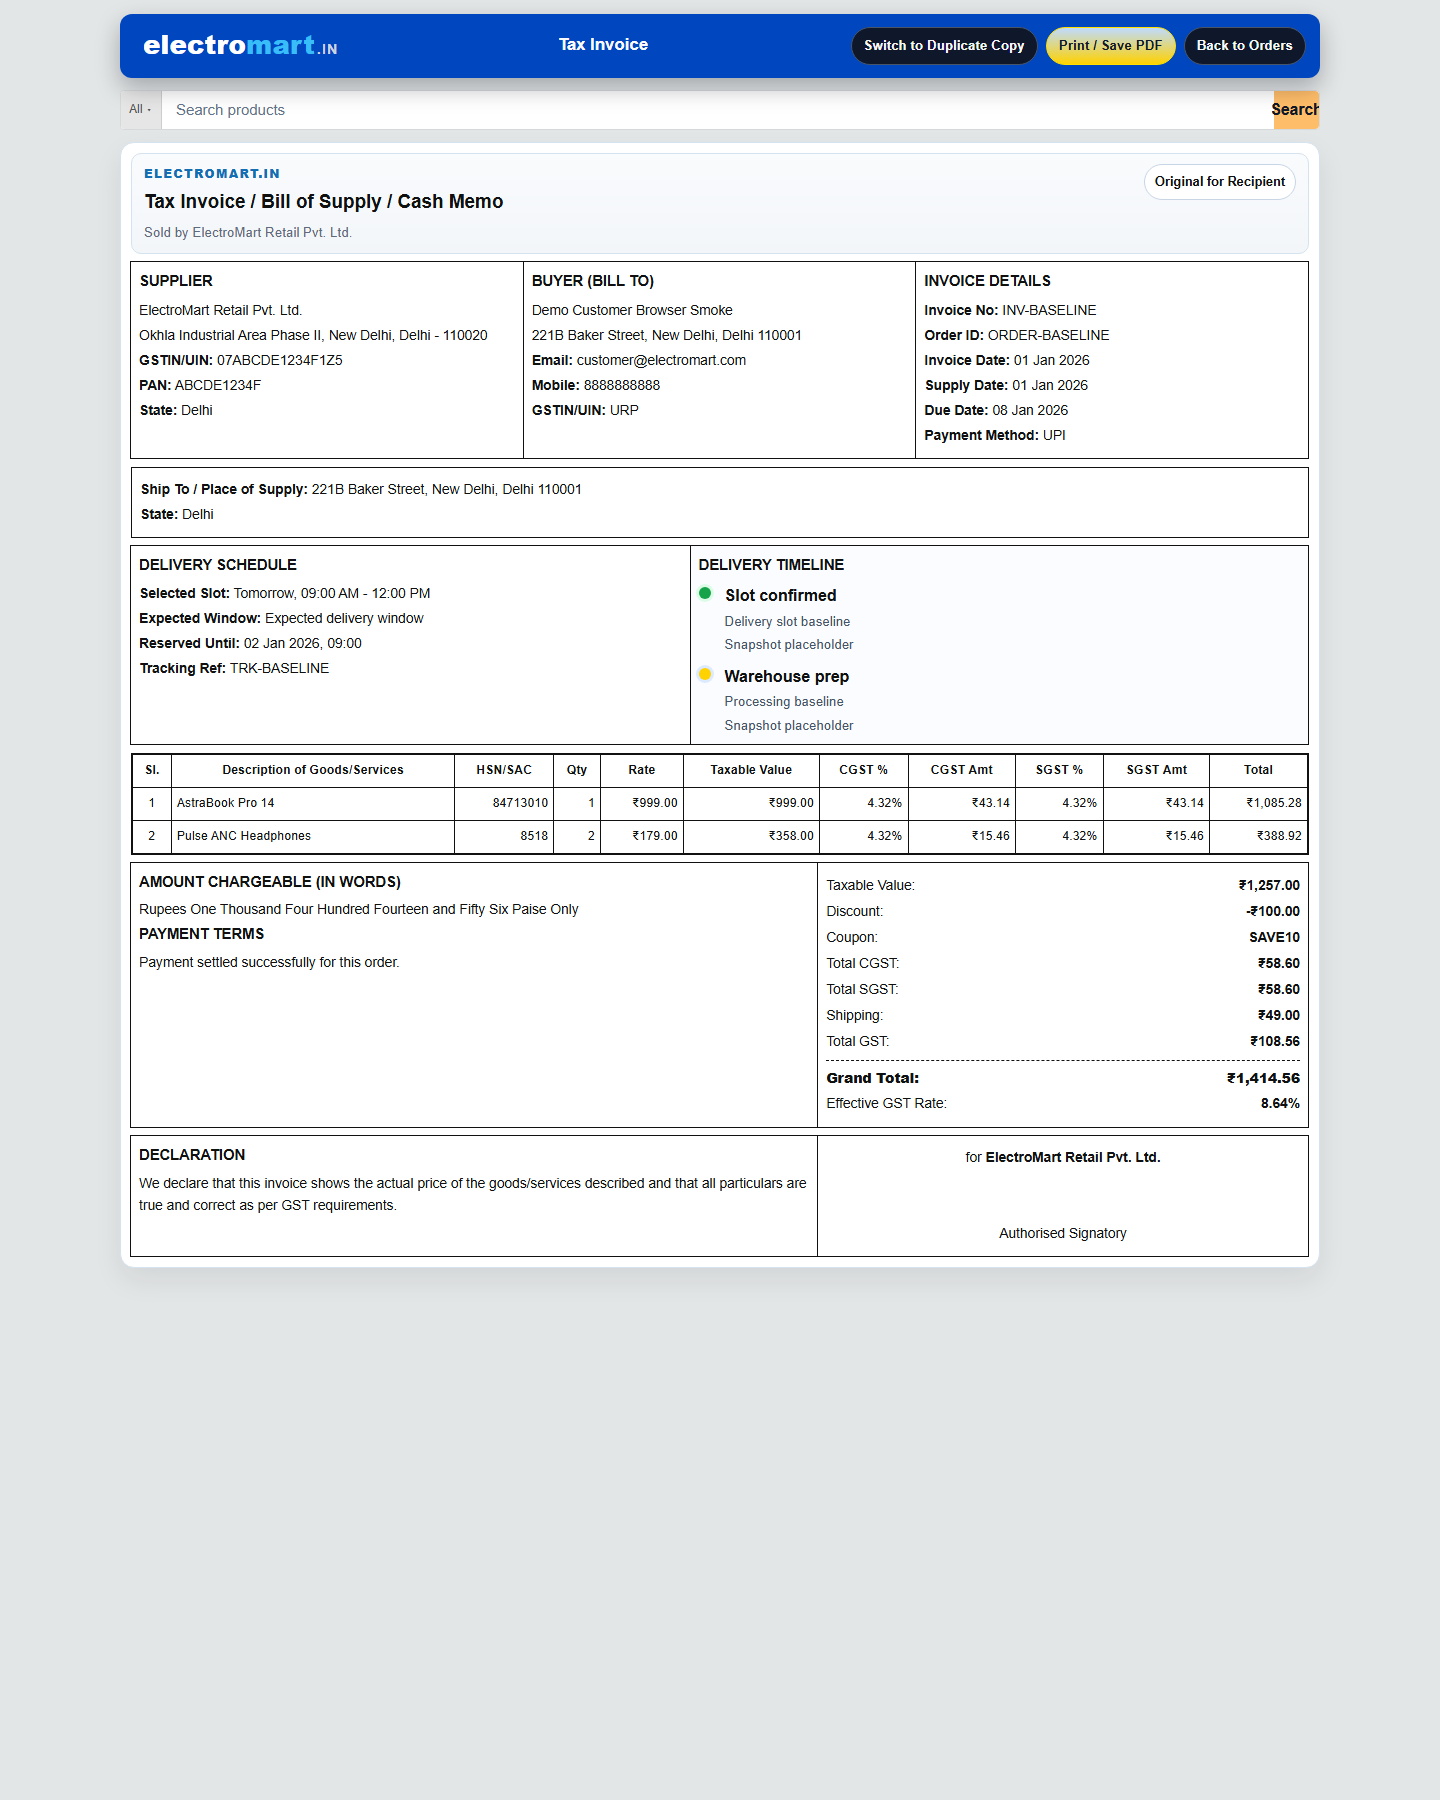 electromart.IN
Tax Invoice
Switch to Duplicate Copy
Print / Save PDF
Back to Orders
All
Search products
Search
ELECTROMART.IN
Tax Invoice / Bill of Supply / Cash Memo
Sold by ElectroMart Retail Pvt. Ltd.
Original for Recipient
SUPPLIER
ElectroMart Retail Pvt. Ltd.
Okhla Industrial Area Phase II, New Delhi, Delhi - 110020
GSTIN/UIN: 07ABCDE1234F1Z5
PAN: ABCDE1234F
State: Delhi
BUYER (BILL TO)
Demo Customer Browser Smoke
221B Baker Street, New Delhi, Delhi 110001
Email: customer@electromart.com
Mobile: 8888888888
GSTIN/UIN: URP
INVOICE DETAILS
Invoice No: INV-BASELINE
Order ID: ORDER-BASELINE
Invoice Date: 01 Jan 2026
Supply Date: 01 Jan 2026
Due Date: 08 Jan 2026
Payment Method: UPI
Ship To / Place of Supply: 221B Baker Street, New Delhi, Delhi 110001
State: Delhi
DELIVERY SCHEDULE
Selected Slot: Tomorrow, 09:00 AM - 12:00 PM
Expected Window: Expected delivery window
Reserved Until: 02 Jan 2026, 09:00
Tracking Ref: TRK-BASELINE
DELIVERY TIMELINE
Slot confirmed
Delivery slot baseline
Snapshot placeholder
Warehouse prep
Processing baseline
Snapshot placeholder
Sl. Description of Goods/Services HSN/SAC Qty Rate Taxable Value CGST % CGST Amt SGST % SGST Amt Total
1 AstraBook Pro 14 84713010 1 ₹999.00 ₹999.00 4.32% ₹43.14 4.32% ₹43.14 ₹1,085.28
2 Pulse ANC Headphones 8518 2 ₹179.00 ₹358.00 4.32% ₹15.46 4.32% ₹15.46 ₹388.92
AMOUNT CHARGEABLE (IN WORDS)
Rupees One Thousand Four Hundred Fourteen and Fifty Six Paise Only
PAYMENT TERMS
Payment settled successfully for this order.
Taxable Value: ₹1,257.00
Discount: -₹100.00
Coupon: SAVE10
Total CGST: ₹58.60
Total SGST: ₹58.60
Shipping: ₹49.00
Total GST: ₹108.56
Grand Total: ₹1,414.56
Effective GST Rate: 8.64%
DECLARATION
We declare that this invoice shows the actual price of the goods/services described and that all particulars are
true and correct as per GST requirements.
for ElectroMart Retail Pvt. Ltd.
Authorised Signatory